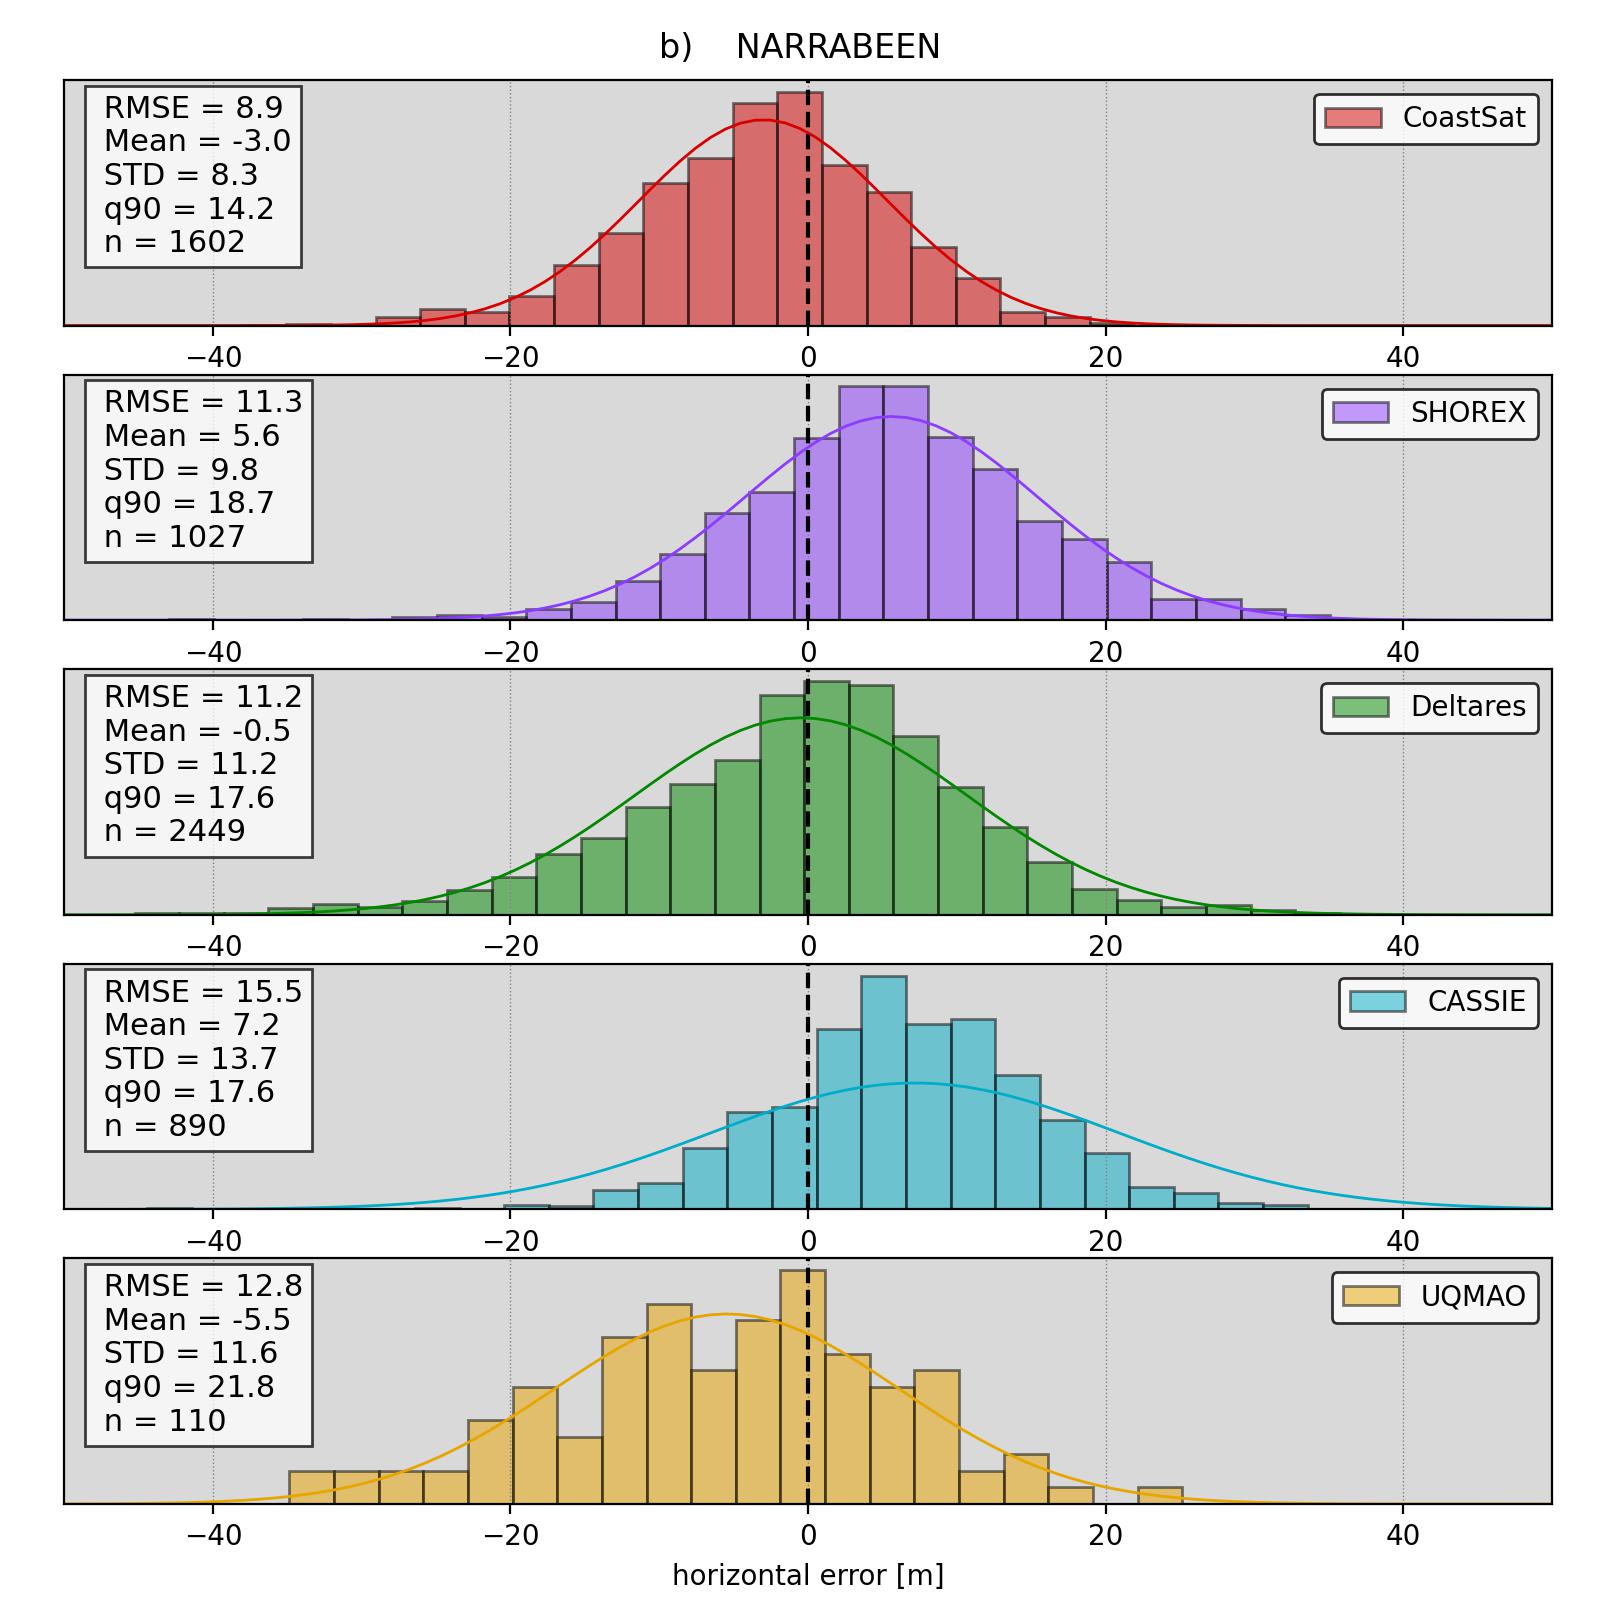 b)    NARRABEEN
RMSE = 8.9
Mean = -3.0
STD = 8.3
q90 = 14.2
n = 1602
CoastSat
−40 −20 0 20 40
RMSE = 11.3
Mean = 5.6
STD = 9.8
q90 = 18.7
n = 1027
SHOREX
−40 −20 0 20 40
RMSE = 11.2
Mean = -0.5
STD = 11.2
q90 = 17.6
n = 2449
Deltares
−40 −20 0 20 40
RMSE = 15.5
Mean = 7.2
STD = 13.7
q90 = 17.6
n = 890
CASSIE
−40 −20 0 20 40
RMSE = 12.8
Mean = -5.5
STD = 11.6
q90 = 21.8
n = 110
UQMAO
−40 −20 0 20 40
horizontal error [m]